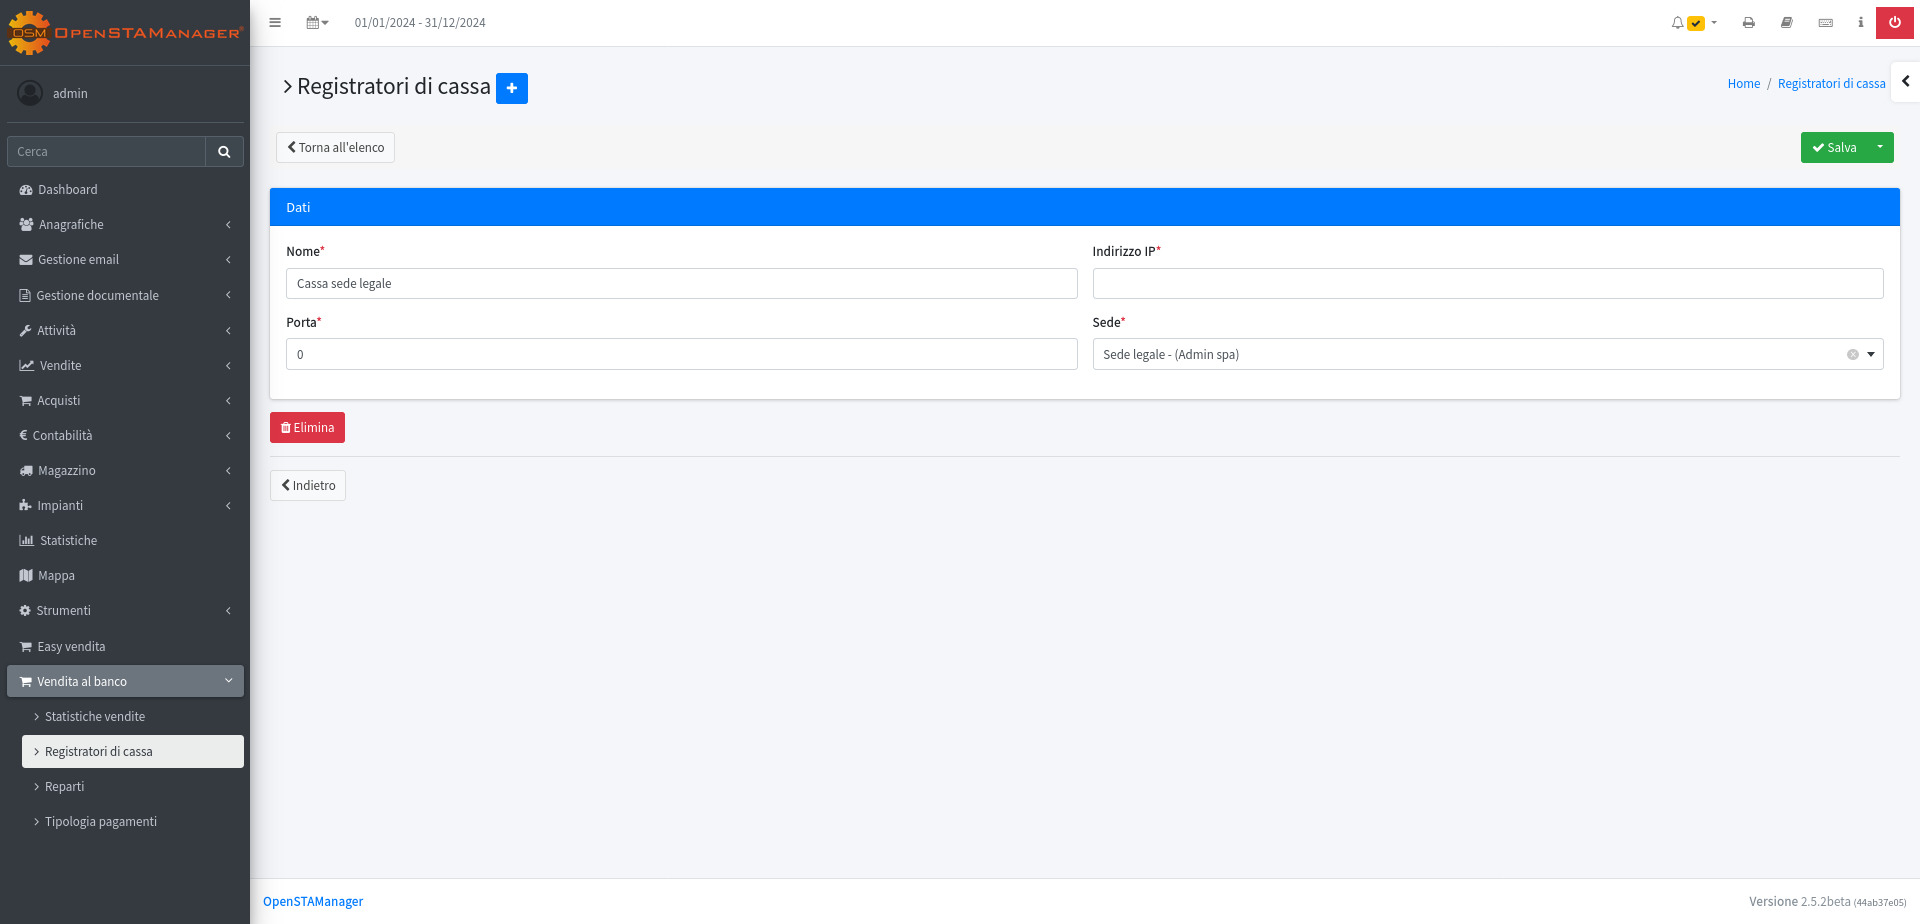 OSM OPENSTAMANAGER®
01/01/2024 - 31/12/2024
admin
Cerca
Dashboard
Anagrafiche
Gestione email
Gestione documentale
Attività
Vendite
Acquisti
Contabilità
Magazzino
Impianti
Statistiche
Mappa
Strumenti
Easy vendita
Vendita al banco
Statistiche vendite
Registratori di cassa
Reparti
Tipologia pagamenti
Registratori di cassa
Home / Registratori di cassa
Torna all'elenco
Salva
Dati
Nome*
Indirizzo IP*
Cassa sede legale
Porta*
Sede*
0
Sede legale - (Admin spa)
Elimina
Indietro
OpenSTAManager
Versione 2.5.2beta (44ab37e05)